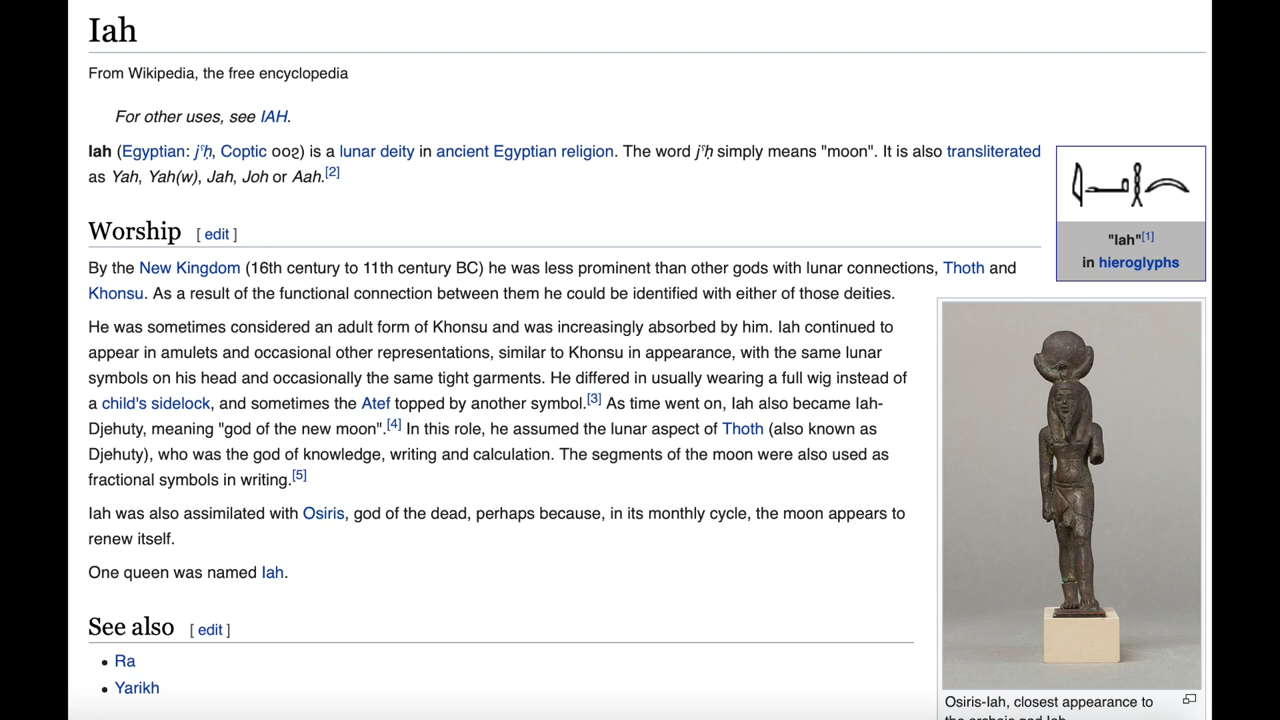 Iah
From Wikipedia, the free encyclopedia
For other uses, see IAH.
Iah (Egyptian: jꜥḥ, Coptic ⲟⲟϩ) is a lunar deity in ancient Egyptian religion. The word jꜥḥ simply means "moon". It is also transliterated
as Yah, Yah(w), Jah, Joh or Aah.[2]
"Iah"[1]
in hieroglyphs
Worship [ edit ]
By the New Kingdom (16th century to 11th century BC) he was less prominent than other gods with lunar connections, Thoth and
Khonsu. As a result of the functional connection between them he could be identified with either of those deities.
He was sometimes considered an adult form of Khonsu and was increasingly absorbed by him. Iah continued to
appear in amulets and occasional other representations, similar to Khonsu in appearance, with the same lunar
symbols on his head and occasionally the same tight garments. He differed in usually wearing a full wig instead of
a child's sidelock, and sometimes the Atef topped by another symbol.[3] As time went on, Iah also became Iah-
Djehuty, meaning "god of the new moon".[4] In this role, he assumed the lunar aspect of Thoth (also known as
Djehuty), who was the god of knowledge, writing and calculation. The segments of the moon were also used as
fractional symbols in writing.[5]
Iah was also assimilated with Osiris, god of the dead, perhaps because, in its monthly cycle, the moon appears to
renew itself.
One queen was named Iah.
See also [ edit ]
• Ra
• Yarikh
Osiris-Iah, closest appearance to